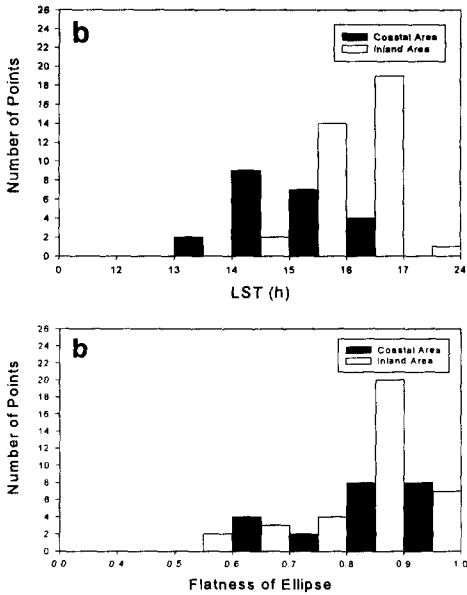 b
Coastal Area
Inland Area
Number of Points
26
24
22
20
18
16
14
12
10
8
6
4
2
0
0 12 13 14 15 16 17 24
LST (h)
b
Coastal Area
Inland Area
Number of Points
26
24
22
20
18
16
14
12
10
8
6
4
2
0
0.0 0.4 0.5 0.6 0.7 0.8 0.9 1.0
Flatness of Ellipse